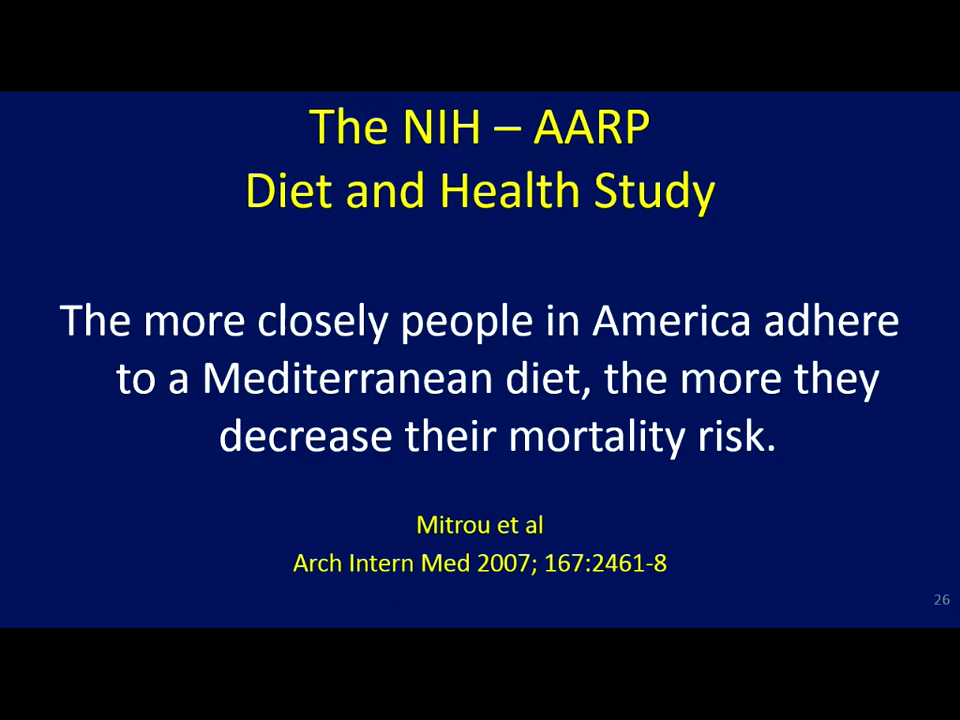 The NIH – AARP
Diet and Health Study
The more closely people in America adhere
to a Mediterranean diet, the more they
decrease their mortality risk.
Mitrou et al
Arch Intern Med 2007; 167:2461-8
26